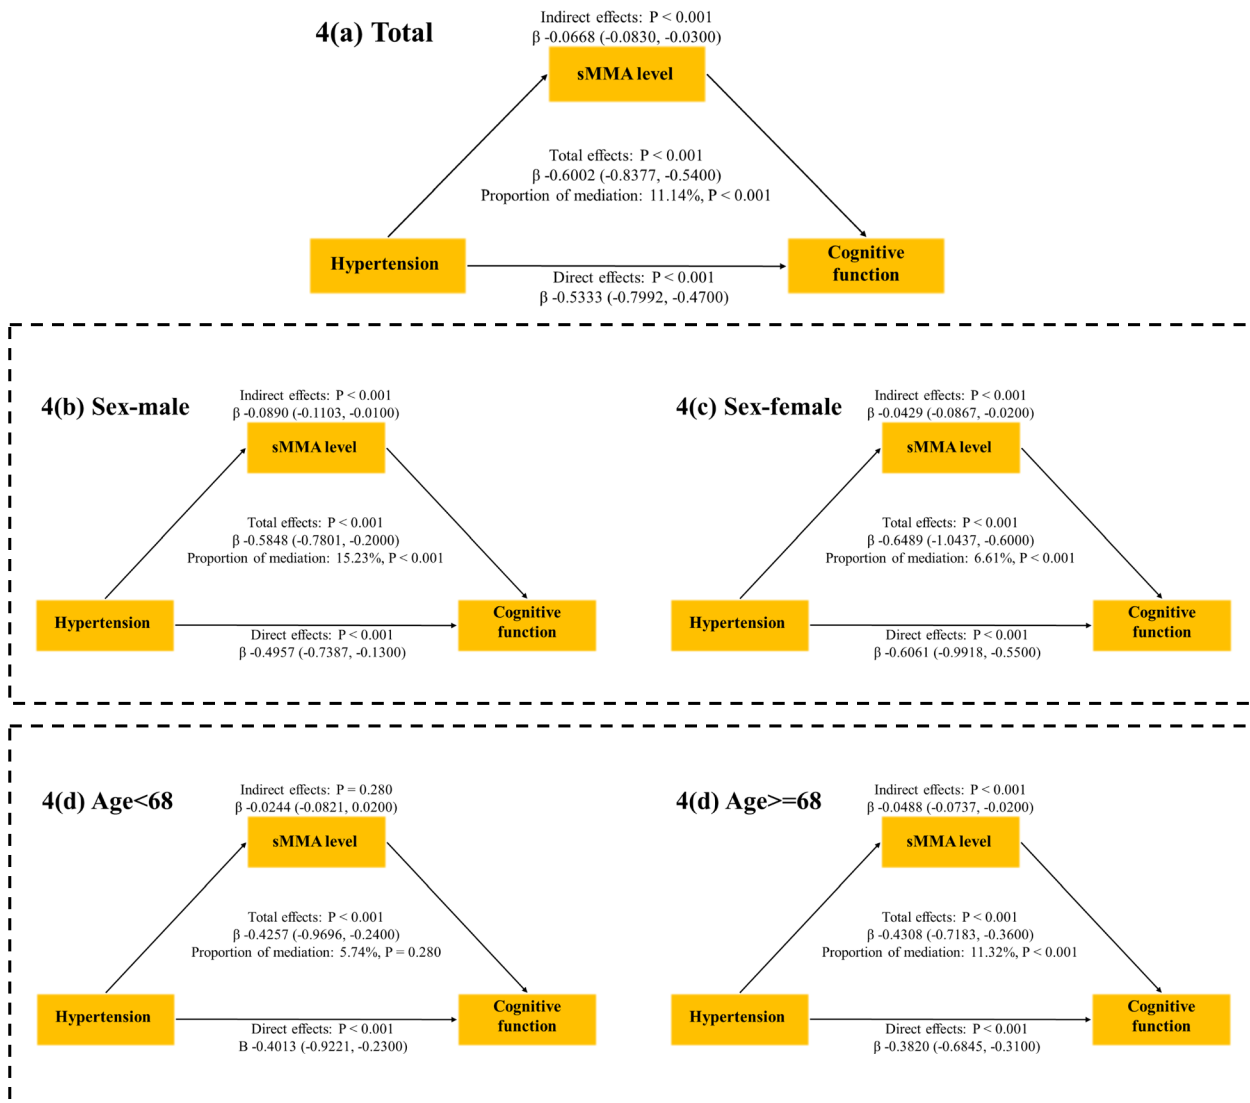 4(a) Total
Indirect effects: P < 0.001
β -0.0668 (-0.0830, -0.0300)
sMMA level
Total effects: P < 0.001
β -0.6002 (-0.8377, -0.5400)
Proportion of mediation: 11.14%, P < 0.001
Hypertension
Cognitive
function
Direct effects: P < 0.001
β -0.5333 (-0.7992, -0.4700)
4(b) Sex-male
Indirect effects: P < 0.001
β -0.0890 (-0.1103, -0.0100)
sMMA level
Total effects: P < 0.001
β -0.5848 (-0.7801, -0.2000)
Proportion of mediation: 15.23%, P < 0.001
Hypertension
Cognitive
function
Direct effects: P < 0.001
β -0.4957 (-0.7387, -0.1300)
4(c) Sex-female
Indirect effects: P < 0.001
β -0.0429 (-0.0867, -0.0200)
sMMA level
Total effects: P < 0.001
β -0.6489 (-1.0437, -0.6000)
Proportion of mediation: 6.61%, P < 0.001
Hypertension
Cognitive
function
Direct effects: P < 0.001
β -0.6061 (-0.9918, -0.5500)
4(d) Age<68
Indirect effects: P = 0.280
β -0.0244 (-0.0821, 0.0200)
sMMA level
Total effects: P < 0.001
β -0.4257 (-0.9696, -0.2400)
Proportion of mediation: 5.74%, P = 0.280
Hypertension
Cognitive
function
Direct effects: P < 0.001
B -0.4013 (-0.9221, -0.2300)
4(d) Age>=68
Indirect effects: P < 0.001
β -0.0488 (-0.0737, -0.0200)
sMMA level
Total effects: P < 0.001
β -0.4308 (-0.7183, -0.3600)
Proportion of mediation: 11.32%, P < 0.001
Hypertension
Cognitive
function
Direct effects: P < 0.001
β -0.3820 (-0.6845, -0.3100)